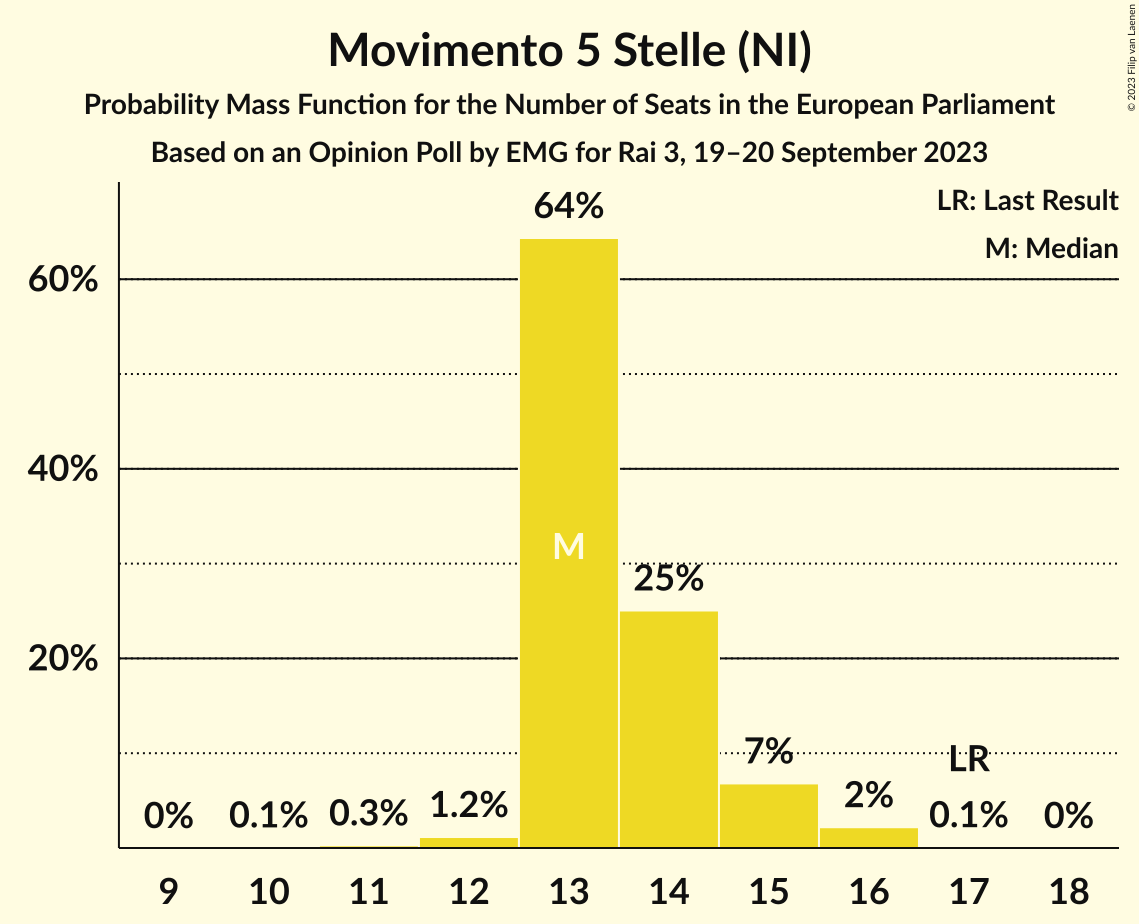 Movimento 5 Stelle (NI)
Probability Mass Function for the Number of Seats in the European Parliament
Based on an Opinion Poll by EMG for Rai 3, 19–20 September 2023
© 2023 Filip van Laenen
LR: Last Result
M: Median
64%
60%
40%
M
25%
20%
7%
LR
2%
1.2%
0.3%
0% 0.1% 0.1% 0%
9 10 11 12 13 14 15 16 17 18